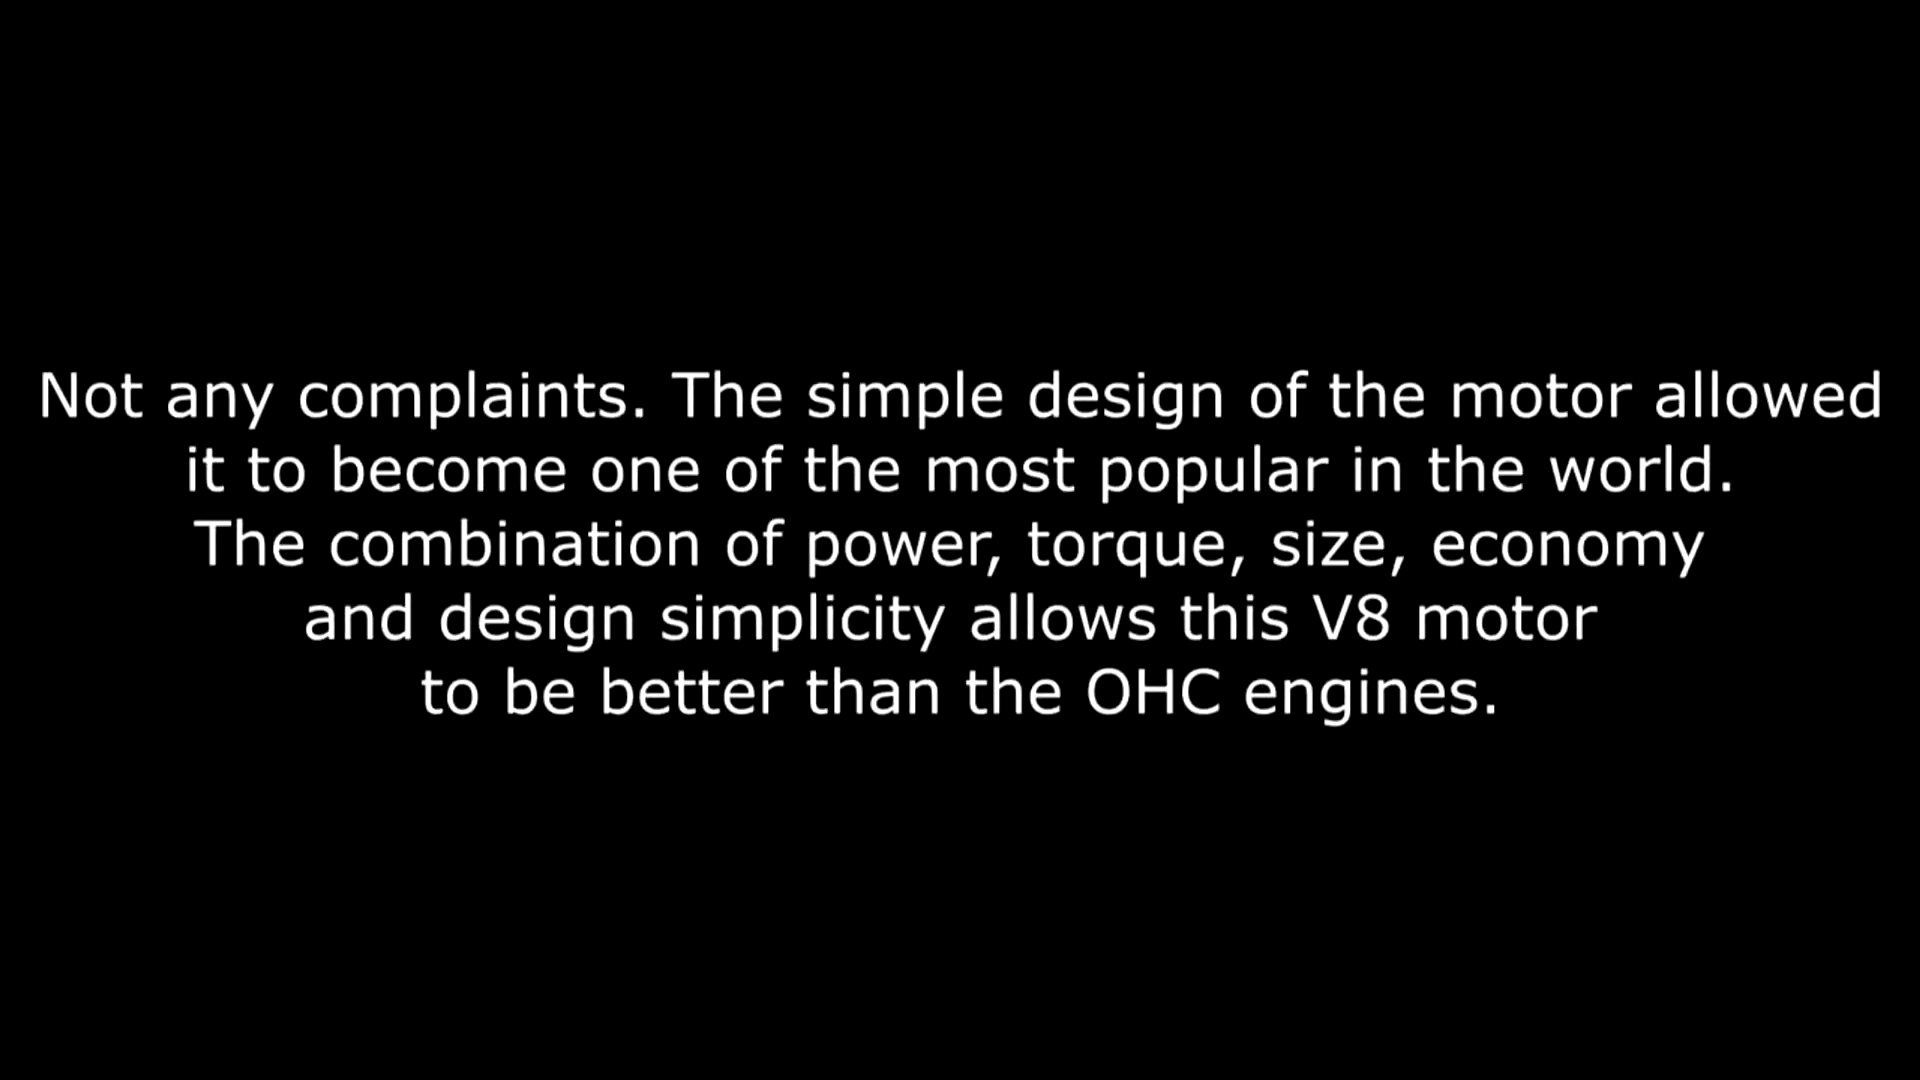 Not any complaints. The simple design of the motor allowed
it to become one of the most popular in the world.
The combination of power, torque, size, economy
and design simplicity allows this V8 motor
to be better than the OHC engines.